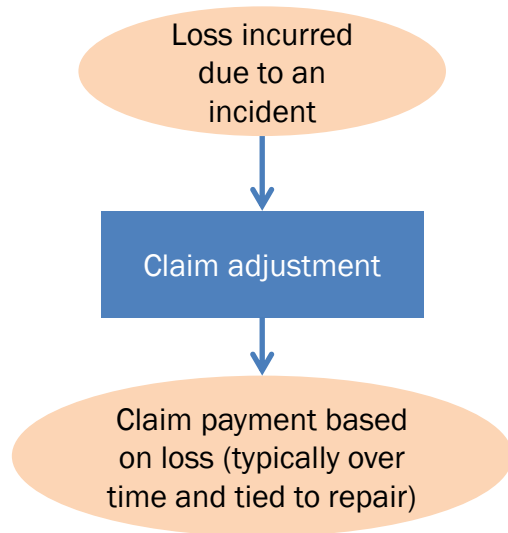 Loss incurred
due to an
incident
Claim adjustment
Claim payment based
on loss (typically over
time and tied to repair)